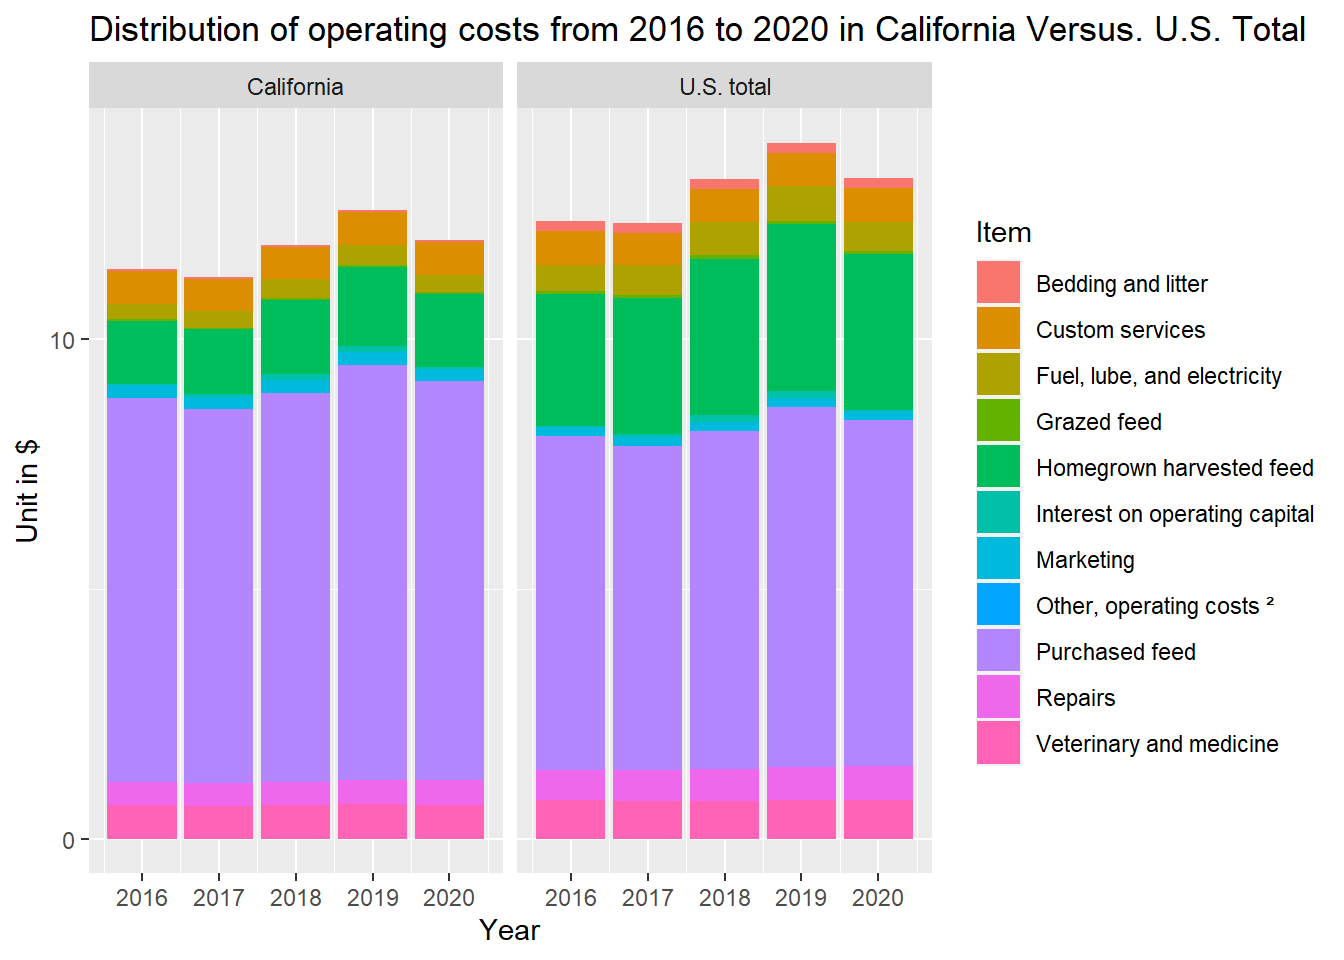 Distribution of operating costs from 2016 to 2020 in California Versus. U.S. Total
California
U.S. total
10
0
Unit in $
2016 2017 2018 2019 2020
2016 2017 2018 2019 2020
Year
Item
Bedding and litter
Custom services
Fuel, lube, and electricity
Grazed feed
Homegrown harvested feed
Interest on operating capital
Marketing
Other, operating costs ²
Purchased feed
Repairs
Veterinary and medicine